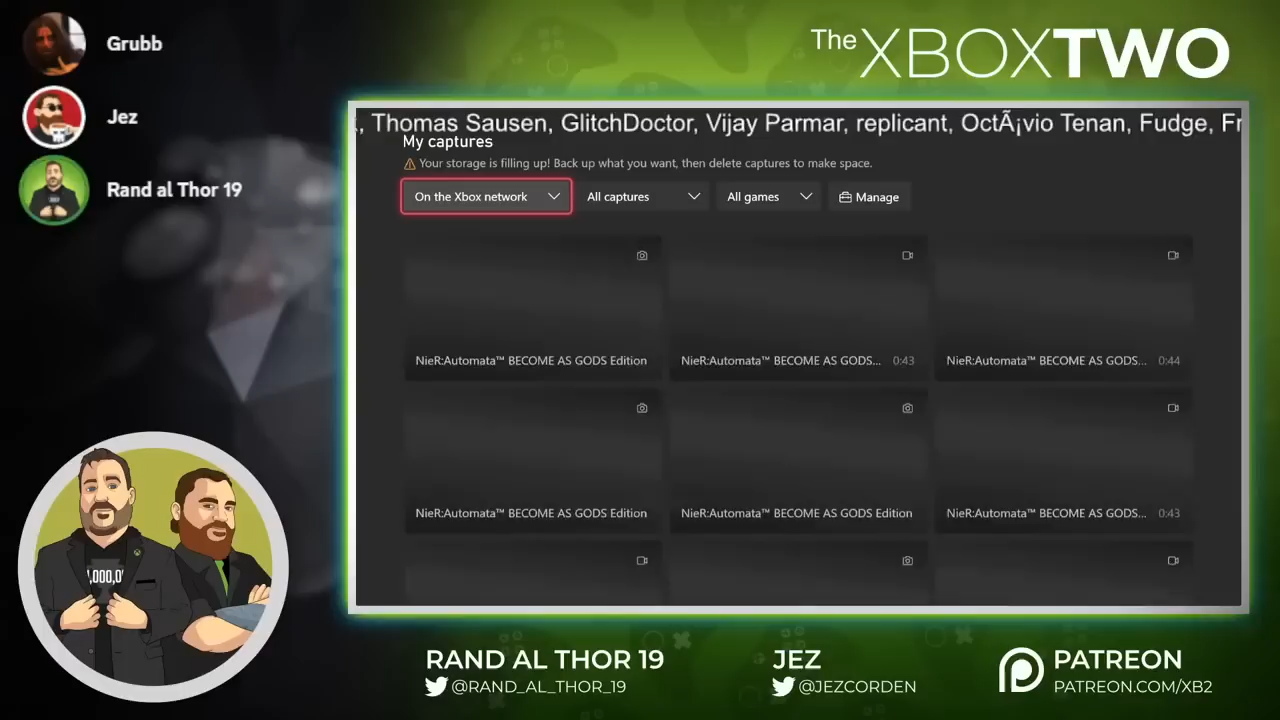 Grubb
Jez
Rand al Thor 19
The XBOXTWO
, Thomas Sausen, GlitchDoctor, Vijay Parmar, replicant, OctÃ¡vio Tenan, Fudge, Fr
My captures
Your storage is filling up! Back up what you want, then delete captures to make space.
On the Xbox network
All captures
All games
Manage
NieR:Automata™ BECOME AS GODS Edition
NieR:Automata™ BECOME AS GODS... 0:43
NieR:Automata™ BECOME AS GODS... 0:44
NieR:Automata™ BECOME AS GODS Edition
NieR:Automata™ BECOME AS GODS Edition
NieR:Automata™ BECOME AS GODS... 0:43
,000,0
RAND AL THOR 19
@RAND_AL_THOR_19
JEZ
@JEZCORDEN
PATREON
PATREON.COM/XB2